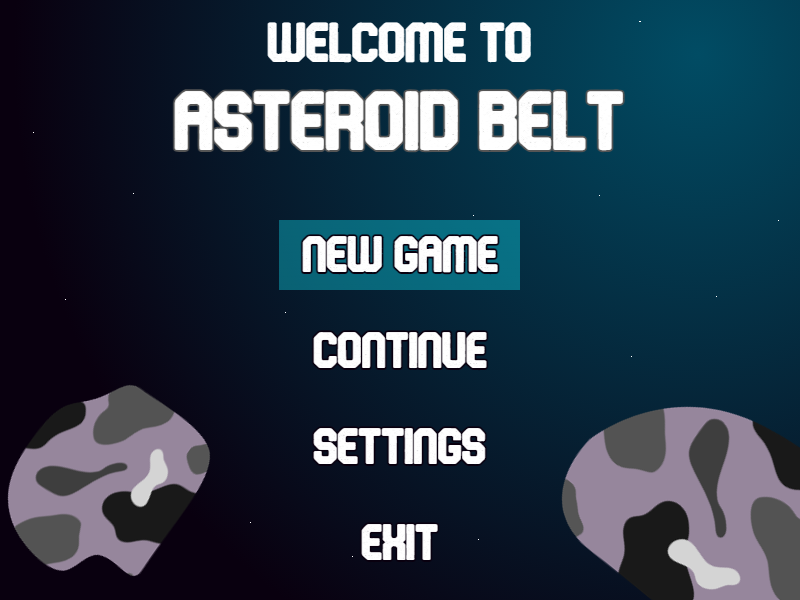 WELCOME TO
ASTEROID BELT
NEW GAME
CONTINUE
SETTINGS
EXIT